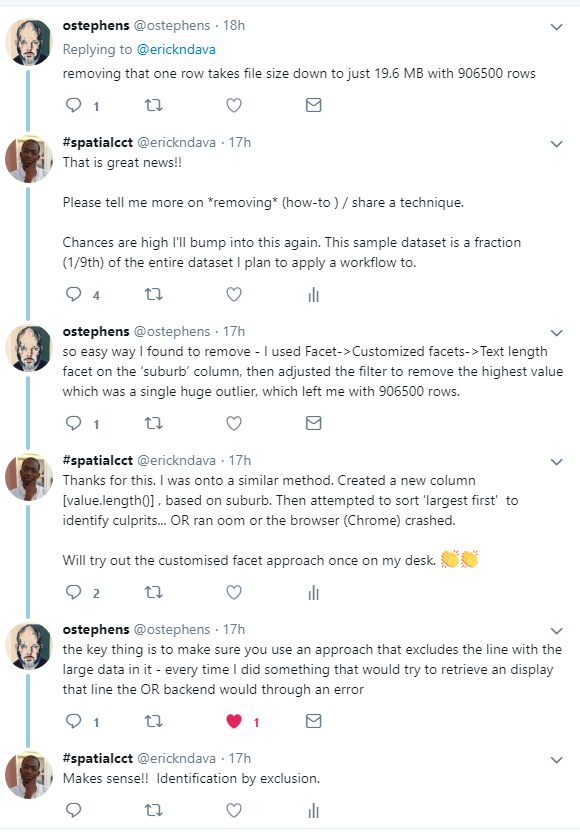 ostephens @ostephens · 18h
Replying to @erickndava
removing that one row takes file size down to just 19.6 MB with 906500 rows
1
#spatialcct @erickndava · 17h
That is great news!!
Please tell me more on *removing* (how-to ) / share a technique.
Chances are high I'll bump into this again. This sample dataset is a fraction
(1/9th) of the entire dataset I plan to apply a workflow to.
4
ostephens @ostephens · 17h
so easy way I found to remove - I used Facet->Customized facets->Text length
facet on the 'suburb' column, then adjusted the filter to remove the highest value
which was a single huge outlier, which left me with 906500 rows.
1
#spatialcct @erickndava · 17h
Thanks for this. I was onto a similar method. Created a new column
[value.length()] , based on suburb. Then attempted to sort 'largest first'  to
identify culprits... OR ran oom or the browser (Chrome) crashed.
Will try out the customised facet approach once on my desk. 👏👏
2
ostephens @ostephens · 17h
the key thing is to make sure you use an approach that excludes the line with the
large data in it - every time I did something that would try to retrieve an display
that line the OR backend would through an error
1 1
#spatialcct @erickndava · 17h
Makes sense!!  Identification by exclusion.